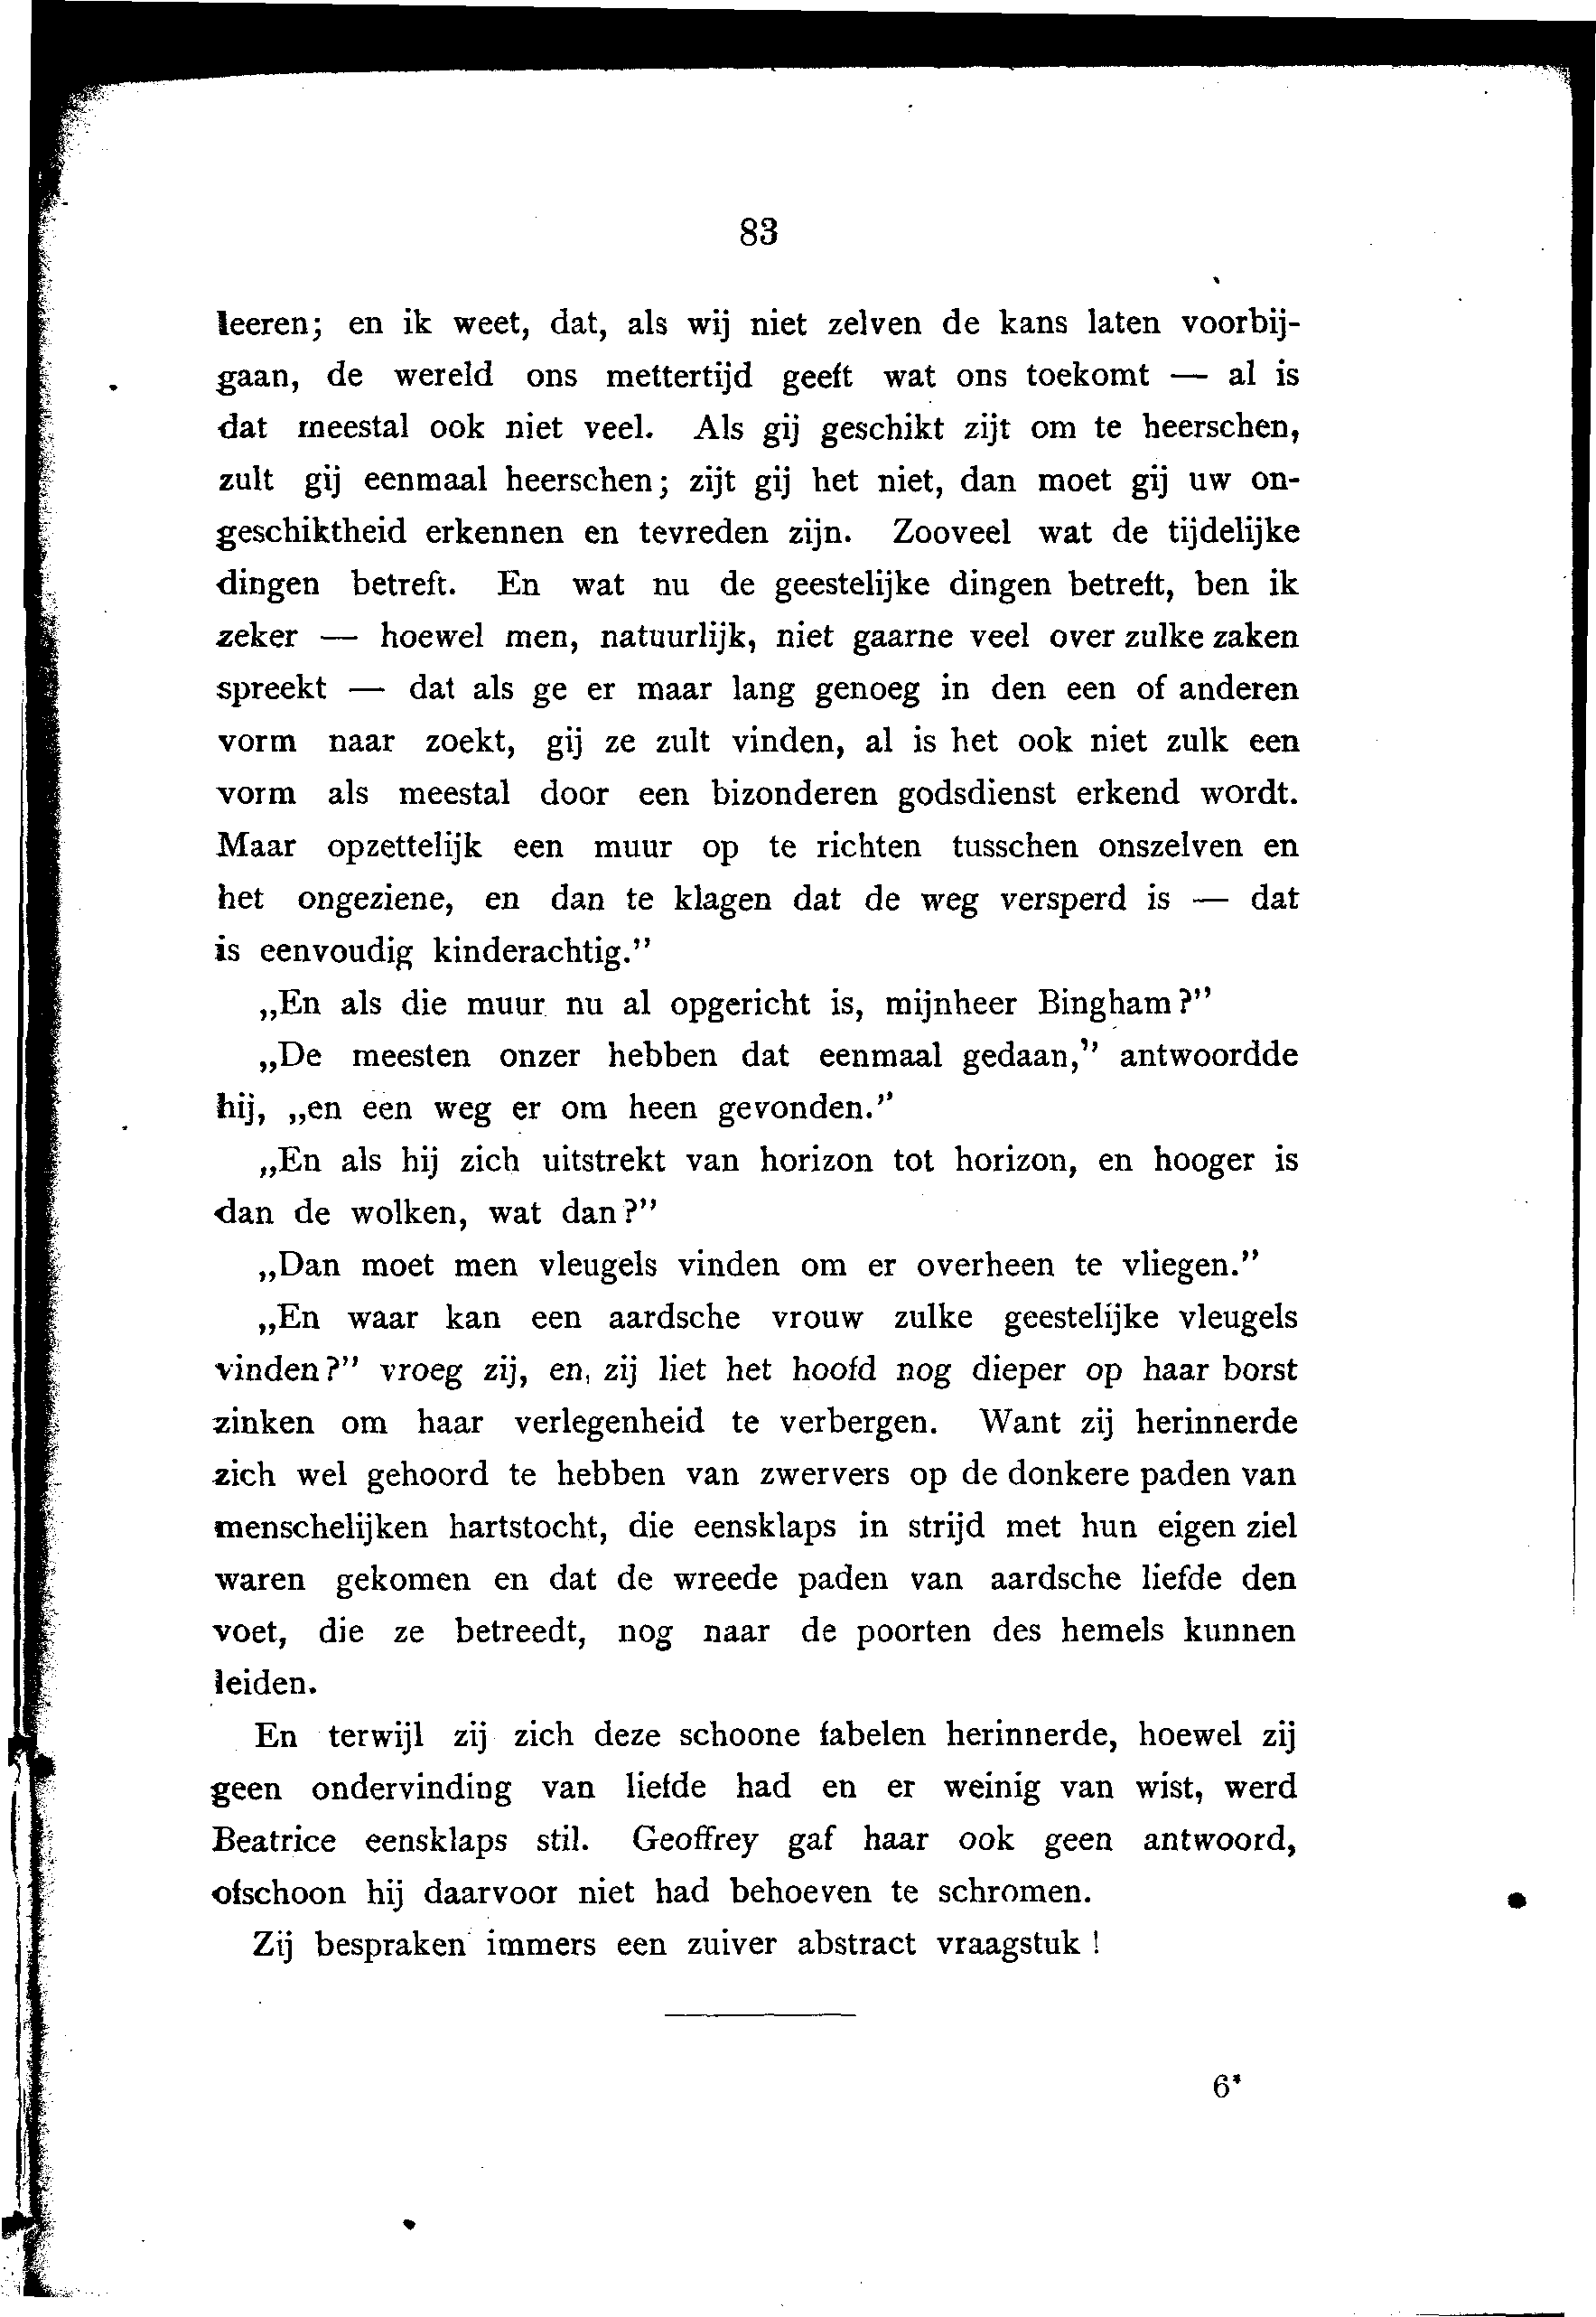 83
leeren; en ik weet, dat, als wij niet zelven de kans laten voorbij-
gaan, de wereld ons mettertijd geeft wat ons toekomt — al is
dat meestal ook niet veel. Als gij geschikt zijt om te heerschen,
zult gij eenmaal heerschen; zijt gij het niet, dan moet gij uw on-
geschiktheid erkennen en tevreden zijn. Zooveel wat de tijdelijke
dingen betreft. En wat nu de geestelijke dingen betreft, ben ik
zeker — hoewel men, natuurlijk, niet gaarne veel over zulke zaken
spreekt — dat als ge er maar lang genoeg in den een of anderen
vorm naar zoekt, gij ze zult vinden, al is het ook niet zulk een
vorm als meestal door een bizonderen godsdienst erkend wordt.
Maar opzettelijk een muur op te richten tusschen onszelven en
het ongeziene, en dan te klagen dat de weg versperd is — dat
is eenvoudig kinderachtig.”
„En als die muur nu al opgericht is, mijnheer Bingham?”
„De meesten onzer hebben dat eenmaal gedaan,” antwoordde
hij, „en een weg er om heen gevonden.”
„En als hij zich uitstrekt van horizon tot horizon, en hooger is
dan de wolken, wat dan?”
„Dan moet men vleugels vinden om er overheen te vliegen.”
„En waar kan een aardsche vrouw zulke geestelijke vleugels
vinden?” vroeg zij, en, zij liet het hoofd nog dieper op haar borst
zinken om haar verlegenheid te verbergen. Want zij herinnerde
zich wel gehoord te hebben van zwervers op de donkere paden van
menschelijken hartstocht, die eensklaps in strijd met hun eigen ziel
waren gekomen en dat de wreede paden van aardsche liefde den
voet, die ze betreedt, nog naar de poorten des hemels kunnen
leiden.
En terwijl zij zich deze schoone fabelen herinnerde, hoewel zij
geen ondervinding van liefde had en er weinig van wist, werd
Beatrice eensklaps stil. Geoffrey gaf haar ook geen antwoord,
ofschoon hij daarvoor niet had behoeven te schromen.
Zij bespraken immers een zuiver abstract vraagstuk!
6*